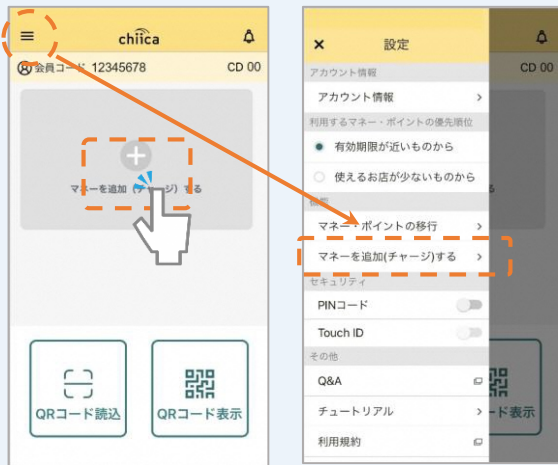 chiica
会員コード 12345678
CD 00
マネーを追加（チャージ）する
QRコード読込
QRコード表示
設定
CD 00
アカウント情報
アカウント情報
利用するマネー・ポイントの優先順位
有効期限が近いものから
使えるお店が少ないものから
る
機能
マネー・ポイントの移行
マネーを追加(チャージ)する
セキュリティ
PINコード
Touch ID
その他
Q&A
チュートリアル
ード表示
利用規約